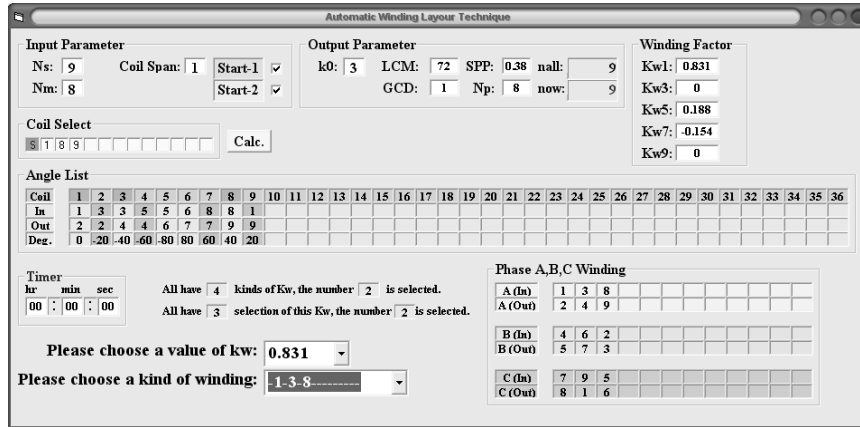 Automatic Winding Layour Technique
Input Parameter
Ns: 9 Coil Span: 1 Start-1
Nm: 8 Start-2
Output Parameter
k0: 3 LCM: 72 SPP: 0.38 nall: 9
GCD: 1 Np: 8 now: 9
Winding Factor
Kw1: 0.831
Kw3: 0
Kw5: 0.188
Kw7: -0.154
Kw9: 0
Coil Select
S 1 8 9
Calc.
Angle List
Coil 1 2 3 4 5 6 7 8 9 10 11 12 13 14 15 16 17 18 19 20 21 22 23 24 25 26 27 28 29 30 31 32 33 34 35 36
In 1 3 3 5 5 6 8 8 1
Out 2 2 4 4 6 7 7 9 9
Deg. 0 -20 -40 -60 -80 80 60 40 20
Timer
hr min sec
00 : 00 : 00
All have 4 kinds of Kw, the number 2 is selected.
All have 3 selection of this Kw, the number 2 is selected.
Please choose a value of kw: 0.831
Please choose a kind of winding: -1-3-8---------
Phase A,B,C Winding
A (In) 1 3 8
A (Out) 2 4 9
B (In) 4 6 2
B (Out) 5 7 3
C (In) 7 9 5
C (Out) 8 1 6